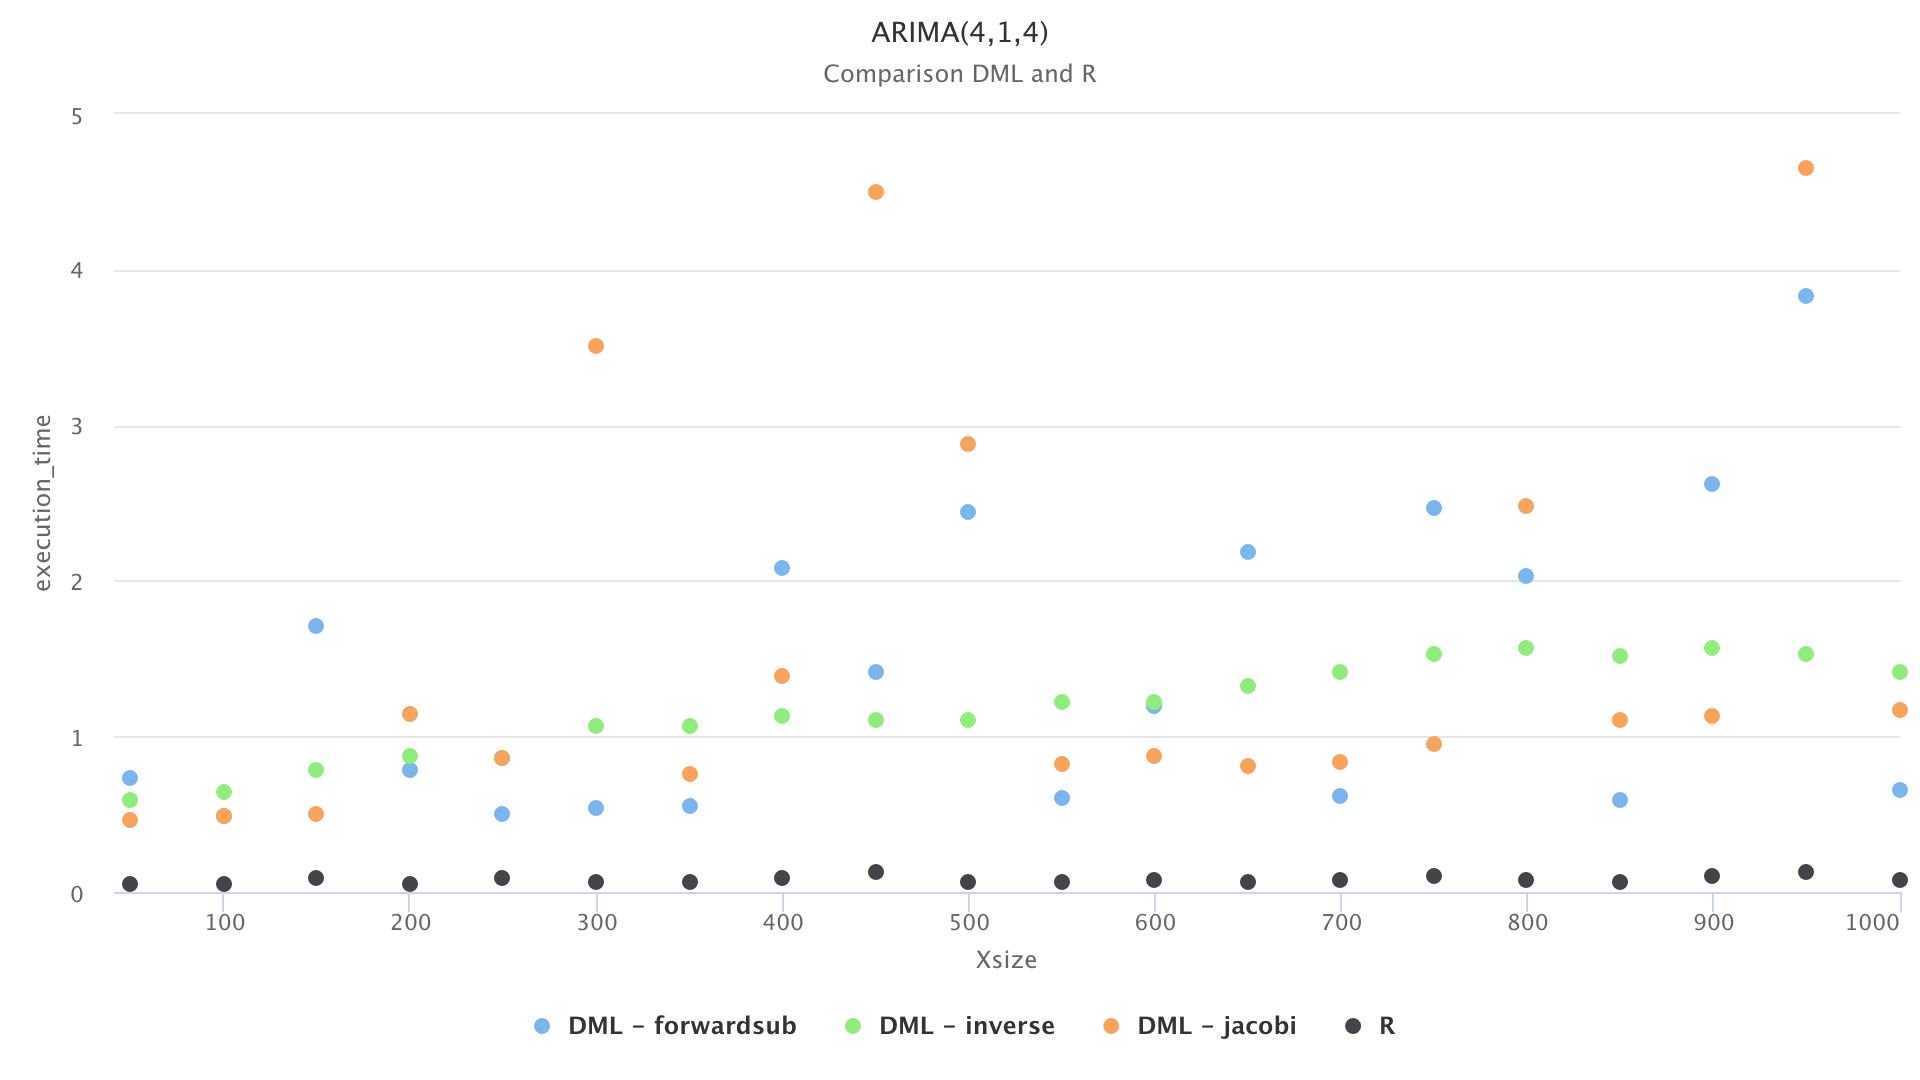 ARIMA(4,1,4)
Comparison DML and R
5
4
3
2
1
0
execution_time
100 200 300 400 500 600 700 800 900 1000
Xsize
DML - forwardsub DML - inverse DML - jacobi R